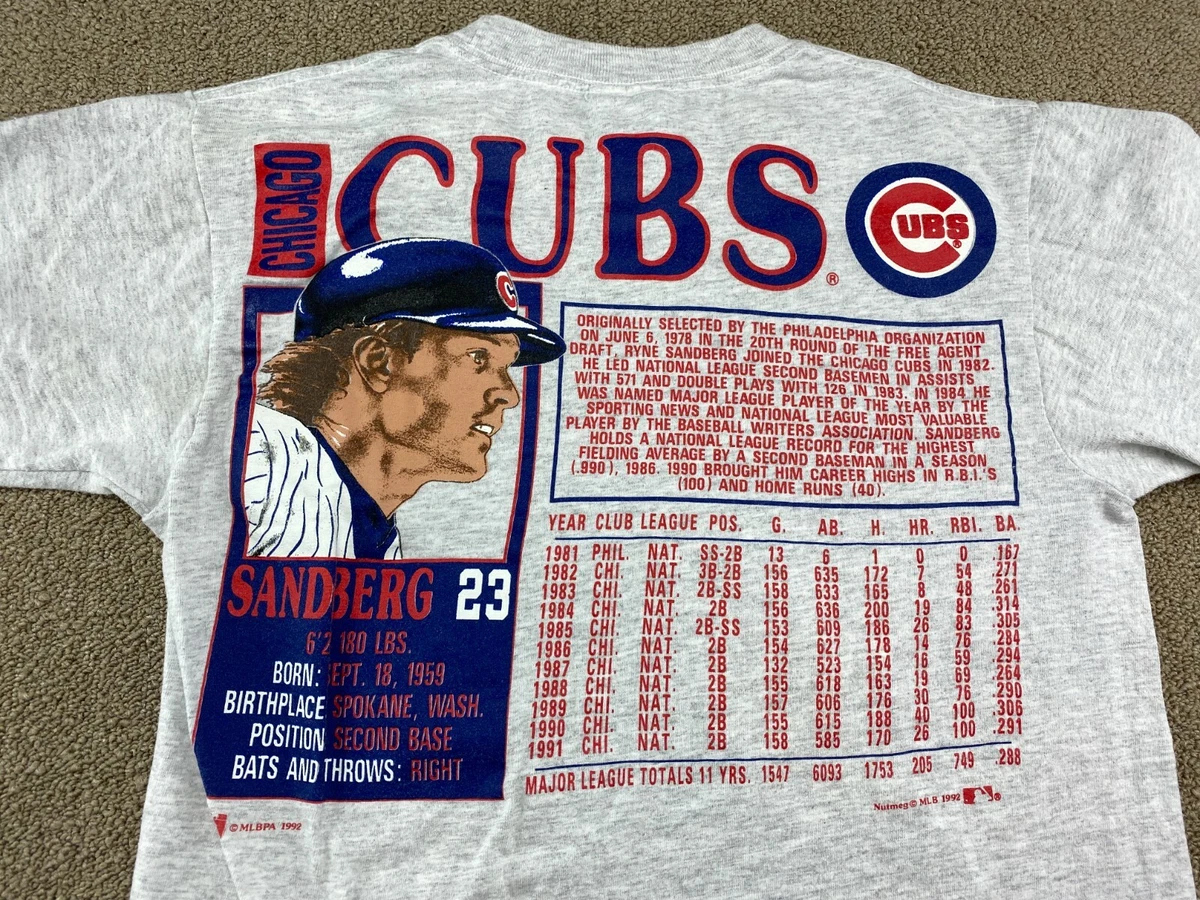 CHICAGO
CUBS®
CUBS®
C
ORIGINALLY SELECTED BY THE PHILADELPHIA ORGANIZATION
ON JUNE 6, 1978 IN THE 20TH ROUND OF THE FREE AGENT
DRAFT, RYNE SANDBERG JOINED THE CHICAGO CUBS IN 1982.
HE LED NATIONAL LEAGUE SECOND BASEMEN IN ASSISTS
WITH 571 AND DOUBLE PLAYS WITH 126 IN 1983. IN 1984 HE
WAS NAMED MAJOR LEAGUE PLAYER OF THE YEAR BY THE
SPORTING NEWS AND NATIONAL LEAGUE MOST VALUABLE
PLAYER BY THE BASEBALL WRITERS ASSOCIATION. SANDBERG
HOLDS A NATIONAL LEAGUE RECORD FOR THE HIGHEST
FIELDING AVERAGE BY A SECOND BASEMAN IN A SEASON
(.990), 1986. 1990 BROUGHT HIM CAREER HIGHS IN R.B.I.'S
(100) AND HOME RUNS (40).
SANDBERG 23
6'2 180 LBS.
BORN: SEPT. 18, 1959
BIRTHPLACE SPOKANE, WASH.
POSITION SECOND BASE
BATS AND THROWS: RIGHT
YEAR CLUB LEAGUE POS. G. AB. H. HR. RBI. BA.
1981 PHIL. NAT. SS-2B 13 6 1 0 0 .167
1982 CHI. NAT. 3B-2B 156 635 172 7 54 .271
1983 CHI. NAT. 2B-SS 158 633 165 8 48 .261
1984 CHI. NAT. 2B 156 636 200 19 84 .314
1985 CHI. NAT. 2B-SS 153 609 186 26 83 .305
1986 CHI. NAT. 2B 154 627 178 14 76 .284
1987 CHI. NAT. 2B 132 523 154 16 59 .294
1988 CHI. NAT. 2B 155 618 163 19 69 .264
1989 CHI. NAT. 2B 157 606 176 30 76 .290
1990 CHI. NAT. 2B 155 615 188 40 100 .306
1991 CHI. NAT. 2B 158 585 170 26 100 .291
MAJOR LEAGUE TOTALS 11 YRS. 1547 6093 1753 205 749 .288
Nutmeg © MLB 1992 ®
© MLBPA 1992